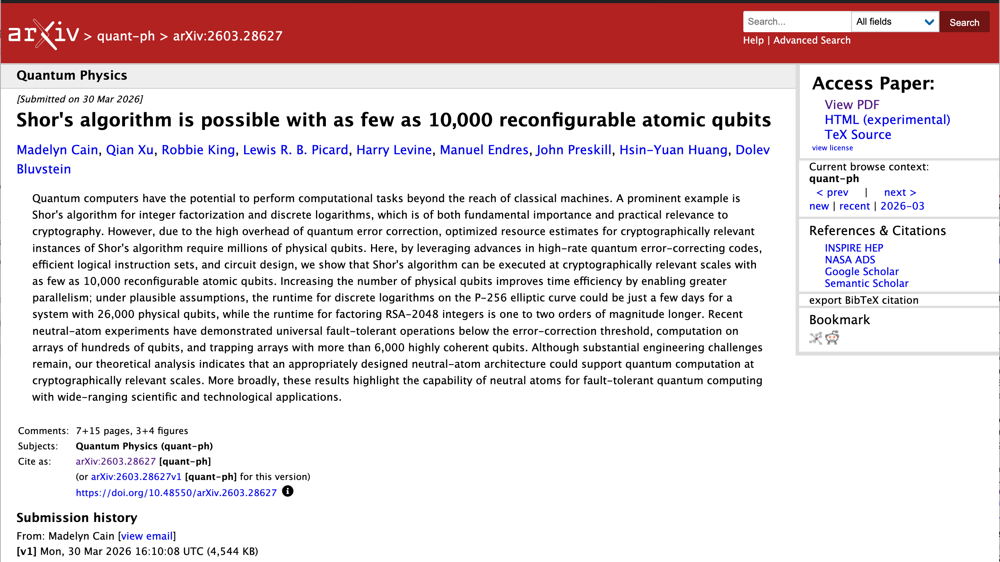 arXiv > quant-ph > arXiv:2603.28627
Search...
All fields
Search
Help | Advanced Search
Quantum Physics
[Submitted on 30 Mar 2026]
Shor's algorithm is possible with as few as 10,000 reconfigurable atomic qubits
Madelyn Cain, Qian Xu, Robbie King, Lewis R. B. Picard, Harry Levine, Manuel Endres, John Preskill, Hsin-Yuan Huang, Dolev
Bluvstein
Quantum computers have the potential to perform computational tasks beyond the reach of classical machines. A prominent example is
Shor's algorithm for integer factorization and discrete logarithms, which is of both fundamental importance and practical relevance to
cryptography. However, due to the high overhead of quantum error correction, optimized resource estimates for cryptographically relevant
instances of Shor's algorithm require millions of physical qubits. Here, by leveraging advances in high-rate quantum error-correcting codes,
efficient logical instruction sets, and circuit design, we show that Shor's algorithm can be executed at cryptographically relevant scales with
as few as 10,000 reconfigurable atomic qubits. Increasing the number of physical qubits improves time efficiency by enabling greater
parallelism; under plausible assumptions, the runtime for discrete logarithms on the P-256 elliptic curve could be just a few days for a
system with 26,000 physical qubits, while the runtime for factoring RSA-2048 integers is one to two orders of magnitude longer. Recent
neutral-atom experiments have demonstrated universal fault-tolerant operations below the error-correction threshold, computation on
arrays of hundreds of qubits, and trapping arrays with more than 6,000 highly coherent qubits. Although substantial engineering challenges
remain, our theoretical analysis indicates that an appropriately designed neutral-atom architecture could support quantum computation at
cryptographically relevant scales. More broadly, these results highlight the capability of neutral atoms for fault-tolerant quantum computing
with wide-ranging scientific and technological applications.
Comments: 7+15 pages, 3+4 figures
Subjects: Quantum Physics (quant-ph)
Cite as: arXiv:2603.28627 [quant-ph]
(or arXiv:2603.28627v1 [quant-ph] for this version)
https://doi.org/10.48550/arXiv.2603.28627
Submission history
From: Madelyn Cain [view email]
[v1] Mon, 30 Mar 2026 16:10:08 UTC (4,544 KB)
Access Paper:
View PDF
HTML (experimental)
TeX Source
view license
Current browse context:
quant-ph
< prev | next >
new | recent | 2026-03
References & Citations
INSPIRE HEP
NASA ADS
Google Scholar
Semantic Scholar
export BibTeX citation
Bookmark